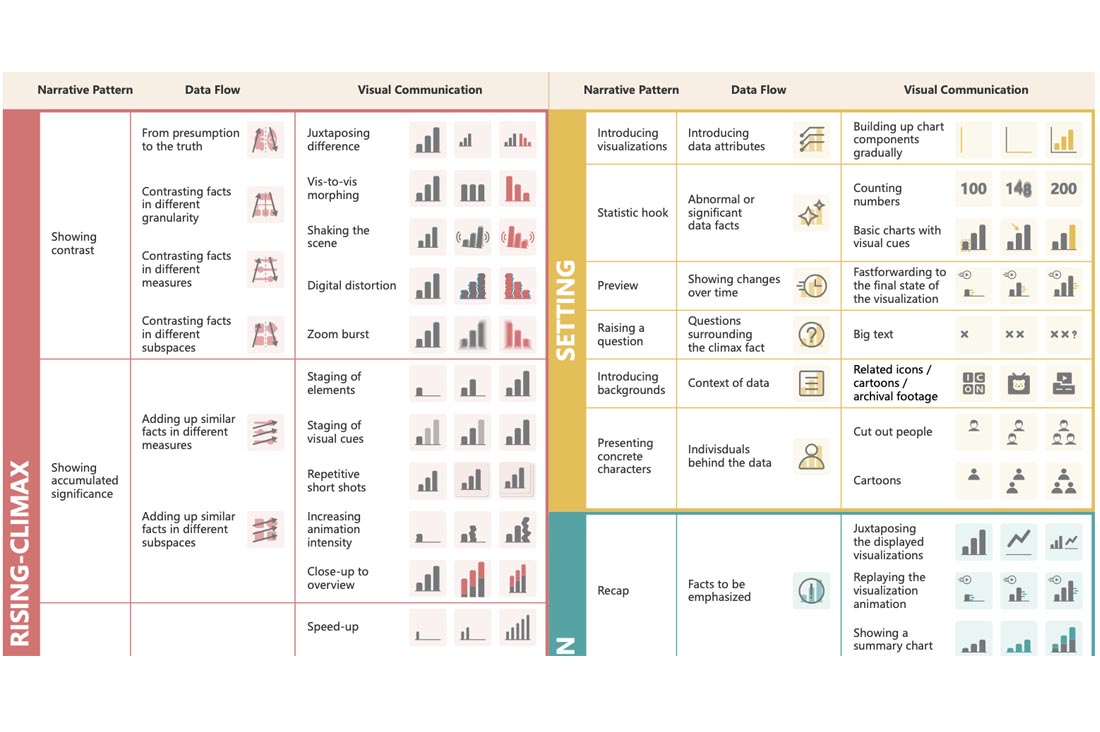 Narrative Pattern
Data Flow
Visual Communication
RISING-CLIMAX
Showing
contrast
From presumption
to the truth
Contrasting facts
in different
granularity
Contrasting facts
in different
measures
Contrasting facts
in different
subspaces
Juxtaposing
difference
Vis-to-vis
morphing
Shaking the
scene
Digital distortion
Zoom burst
Showing
accumulated
significance
Adding up similar
facts in different
measures
Adding up similar
facts in different
subspaces
Staging of
elements
Staging of
visual cues
Repetitive
short shots
Increasing
animation
intensity
Close-up to
overview
Speed-up
Narrative Pattern
Data Flow
Visual Communication
SETTING
Introducing
visualizations
Introducing
data attributes
Building up chart
components
gradually
Statistic hook
Abnormal or
significant
data facts
Counting
numbers
100
148
200
Basic charts with
visual cues
Preview
Showing changes
over time
Fastforwarding to
the final state of
the visualization
Raising a
question
Questions
surrounding
the climax fact
?
Big text
×
××
××?
Introducing
backgrounds
Context of data
Related icons /
cartoons /
archival footage
IC
ON
Presenting
concrete
characters
Indivisduals
behind the data
Cut out people
Cartoons
N
Recap
Facts to be
emphasized
Juxtaposing
the displayed
visualizations
Replaying the
visualization
animation
Showing a
summary chart